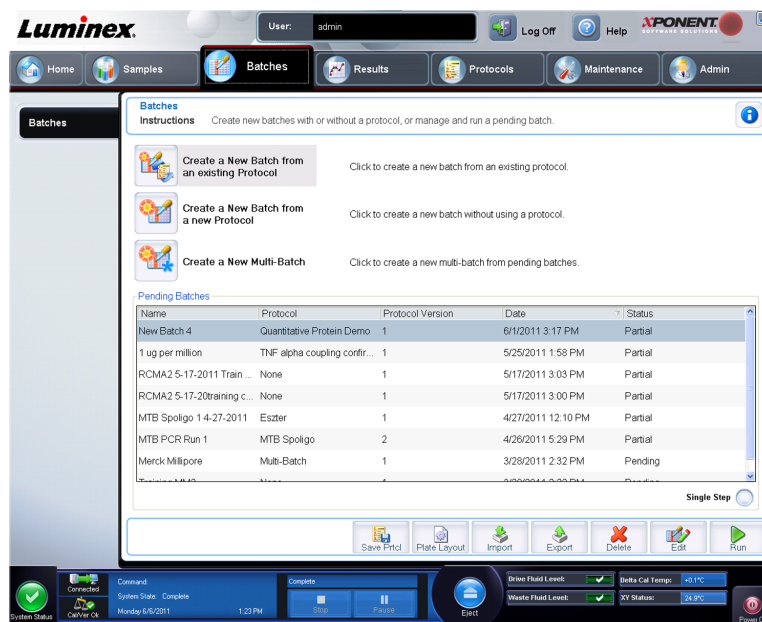 Luminex.
User: admin
Log Off
Help
XPONENT
SOFTWARE SOLUTIONS
Home
Samples
Batches
Results
Protocols
Maintenance
Admin
Batches
Batches
Instructions Create new batches with or without a protocol, or manage and run a pending batch.
Create a New Batch from
an existing Protocol
Click to create a new batch from an existing protocol.
Create a New Batch from
a new Protocol
Click to create a new batch without using a protocol.
Create a New Multi-Batch
Click to create a new multi-batch from pending batches.
Pending Batches
Name Protocol Protocol Version Date Status
New Batch 4 Quantitative Protein Demo 1 6/1/2011 3:17 PM Partial
1 ug per million TNF alpha coupling confir... 1 5/25/2011 1:58 PM Partial
RCMA2 5-17-2011 Train ... None 1 5/17/2011 3:03 PM Partial
RCMA2 5-17-20training c... None 1 5/17/2011 3:00 PM Partial
MTB Spoligo 1 4-27-2011 Eszter 1 4/27/2011 12:10 PM Partial
MTB PCR Run 1 MTB Spoligo 2 4/26/2011 5:29 PM Partial
Merck Millipore Multi-Batch 1 3/28/2011 2:32 PM Pending
Single Step
Save Prtcl
Plate Layout
Import
Export
Delete
Edit
Run
System Status
Connected
Cal/Ver Ok
Command:
System State: Complete
Monday 6/6/2011 1:23 PM
Complete
Stop
Pause
Eject
Drive Fluid Level:
Waste Fluid Level:
Delta Cal Temp: +0.1°C
XY Status: 24.9°C
Power